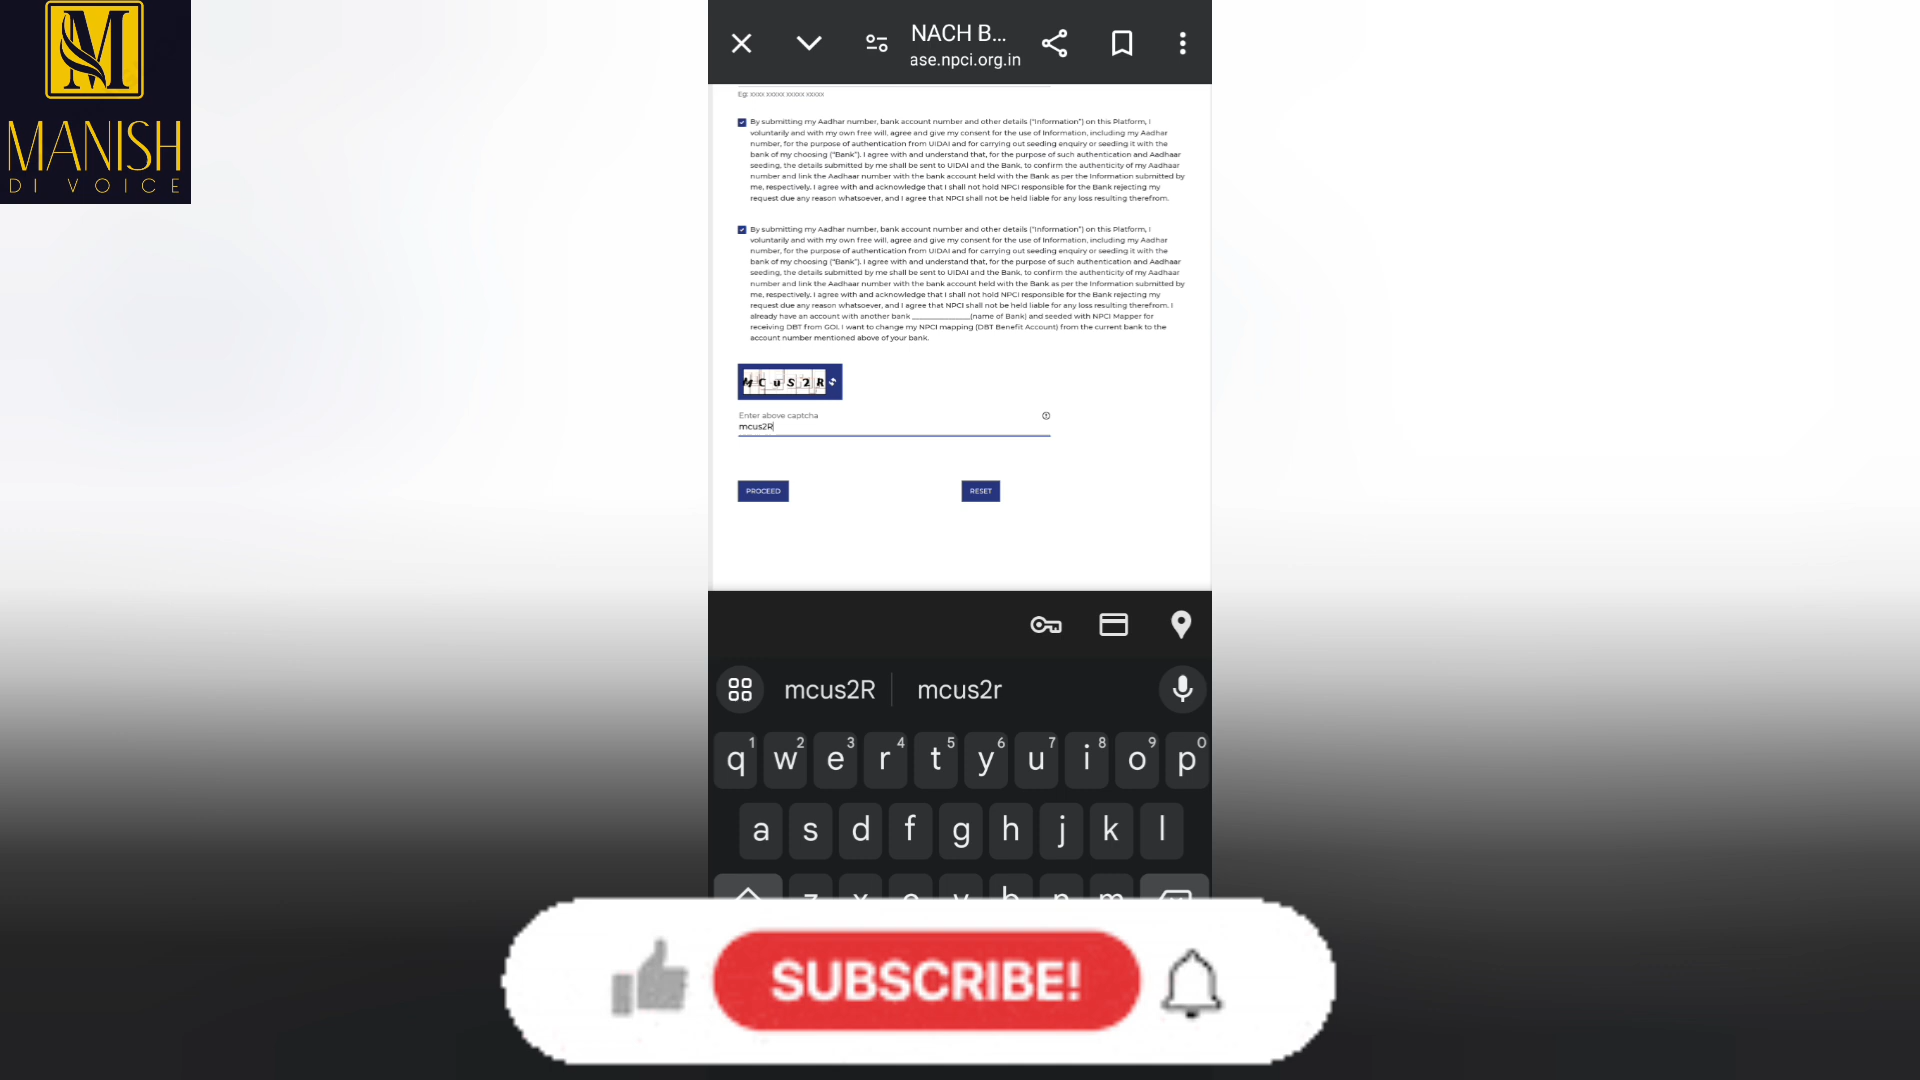 M
MANISH
DI VOICE
NACH B...
ase.npci.org.in
Eg: xxxx xxxxx xxxxx xxxxx
By submitting my Aadhar number, bank account number and other details ("Information") on this Platform, I
voluntarily and with my own free will, agree and give my consent for the use of Information, including my Aadhar
number, for the purpose of authentication from UIDAI and for carrying out seeding enquiry or seeding it with the
bank of my choosing ("Bank"). I agree with and understand that, for the purpose of such authentication and Aadhaar
seeding, the details submitted by me shall be sent to UIDAI and the Bank, to confirm the authenticity of my Aadhaar
number and link the Aadhaar number with the bank account held with the Bank as per the Information submitted by
me, respectively. I agree with and acknowledge that I shall not hold NPCI responsible for the Bank rejecting my
request due any reason whatsoever, and I agree that NPCI shall not be held liable for any loss resulting therefrom.
By submitting my Aadhar number, bank account number and other details ("Information") on this Platform, I
voluntarily and with my own free will, agree and give my consent for the use of Information, including my Aadhar
number, for the purpose of authentication from UIDAI and for carrying out seeding enquiry or seeding it with the
bank of my choosing ("Bank"). I agree with and understand that, for the purpose of such authentication and Aadhaar
seeding, the details submitted by me shall be sent to UIDAI and the Bank, to confirm the authenticity of my Aadhaar
number and link the Aadhaar number with the bank account held with the Bank as per the Information submitted by
me, respectively. I agree with and acknowledge that I shall not hold NPCI responsible for the Bank rejecting my
request due any reason whatsoever, and I agree that NPCI shall not be held liable for any loss resulting therefrom. I
already have an account with another bank ______________(name of Bank) and seeded with NPCI Mapper for
receiving DBT from GOI. I want to change my NPCI mapping (DBT Benefit Account) from the current bank to the
account number mentioned above of your bank.
MCuS2R
Enter above captcha
mcus2R
PROCEED RESET
mcus2R mcus2r
q1 w2 e3 r4 t5 y6 u7 i8 o9 p0
a s d f g h j k l
z x c v b n m
SUBSCRIBE!